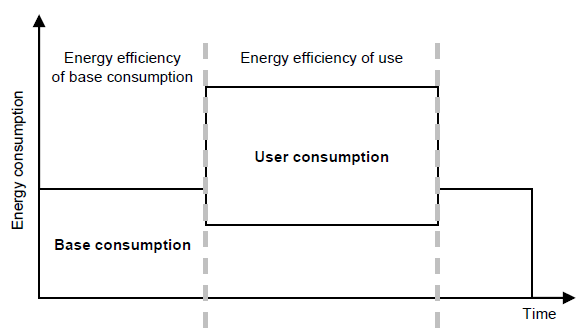 Energy efficiency
of base consumption
Energy efficiency of use
Energy consumption
User consumption
Base consumption
Time